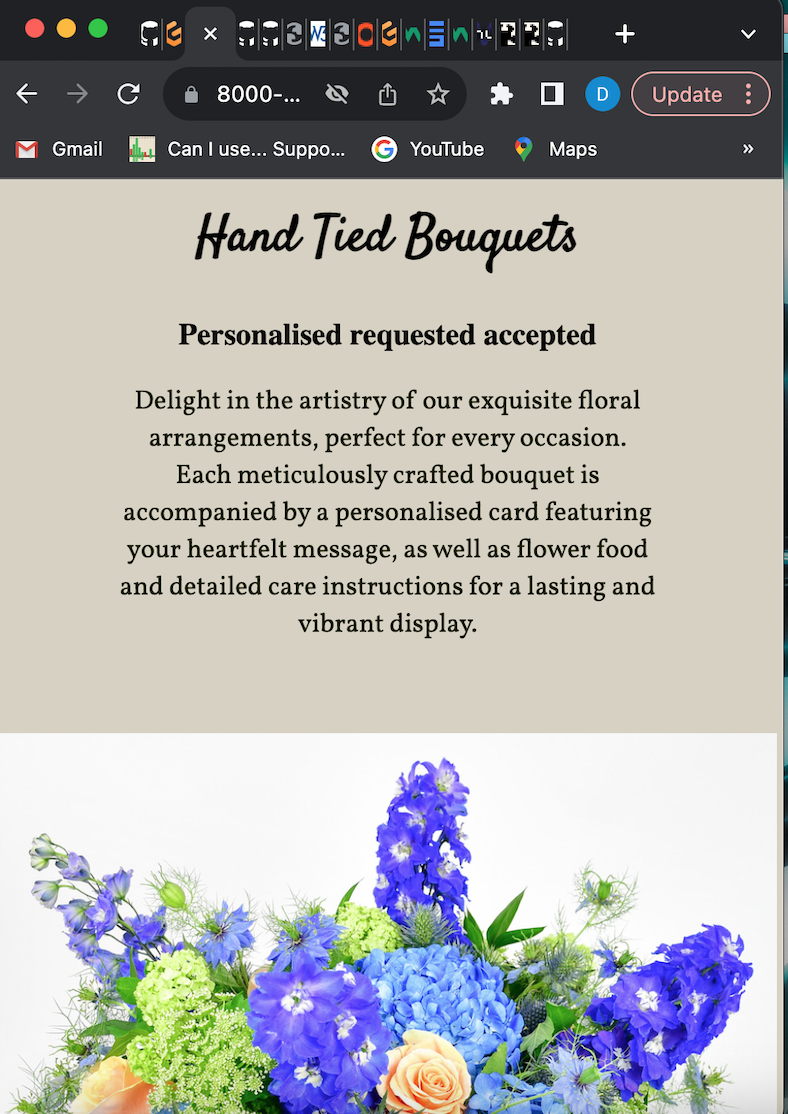 8000-...
D
Update
Gmail
Can I use... Suppo...
YouTube
Maps
»
Hand Tied Bouquets
Personalised requested accepted
Delight in the artistry of our exquisite floral
arrangements, perfect for every occasion.
Each meticulously crafted bouquet is
accompanied by a personalised card featuring
your heartfelt message, as well as flower food
and detailed care instructions for a lasting and
vibrant display.